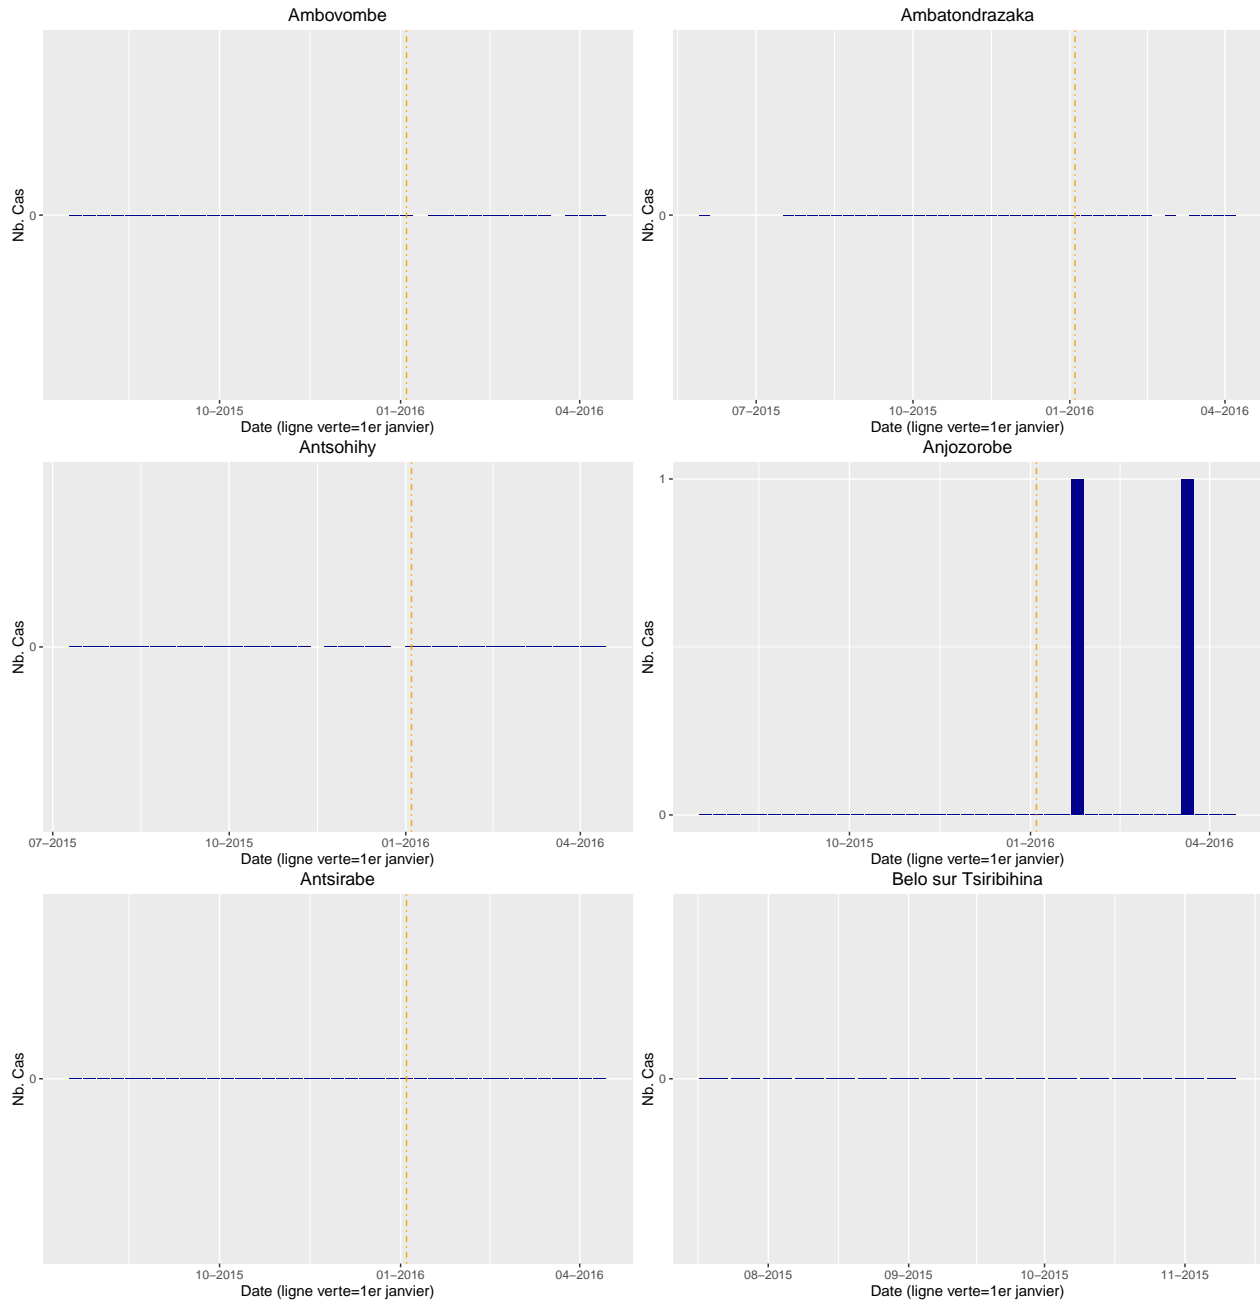 Ambovombe
Nb. Cas
0
10–2015 01–2016 04–2016
Date (ligne verte=1er janvier)
Ambatondrazaka
Nb. Cas
0
07–2015 10–2015 01–2016 04–2016
Date (ligne verte=1er janvier)
Antsohihy
Nb. Cas
0
07–2015 10–2015 01–2016 04–2016
Date (ligne verte=1er janvier)
Anjozorobe
Nb. Cas
1
0
10–2015 01–2016 04–2016
Date (ligne verte=1er janvier)
Antsirabe
Nb. Cas
0
10–2015 01–2016 04–2016
Date (ligne verte=1er janvier)
Belo sur Tsiribihina
Nb. Cas
0
08–2015 09–2015 10–2015 11–2015
Date (ligne verte=1er janvier)